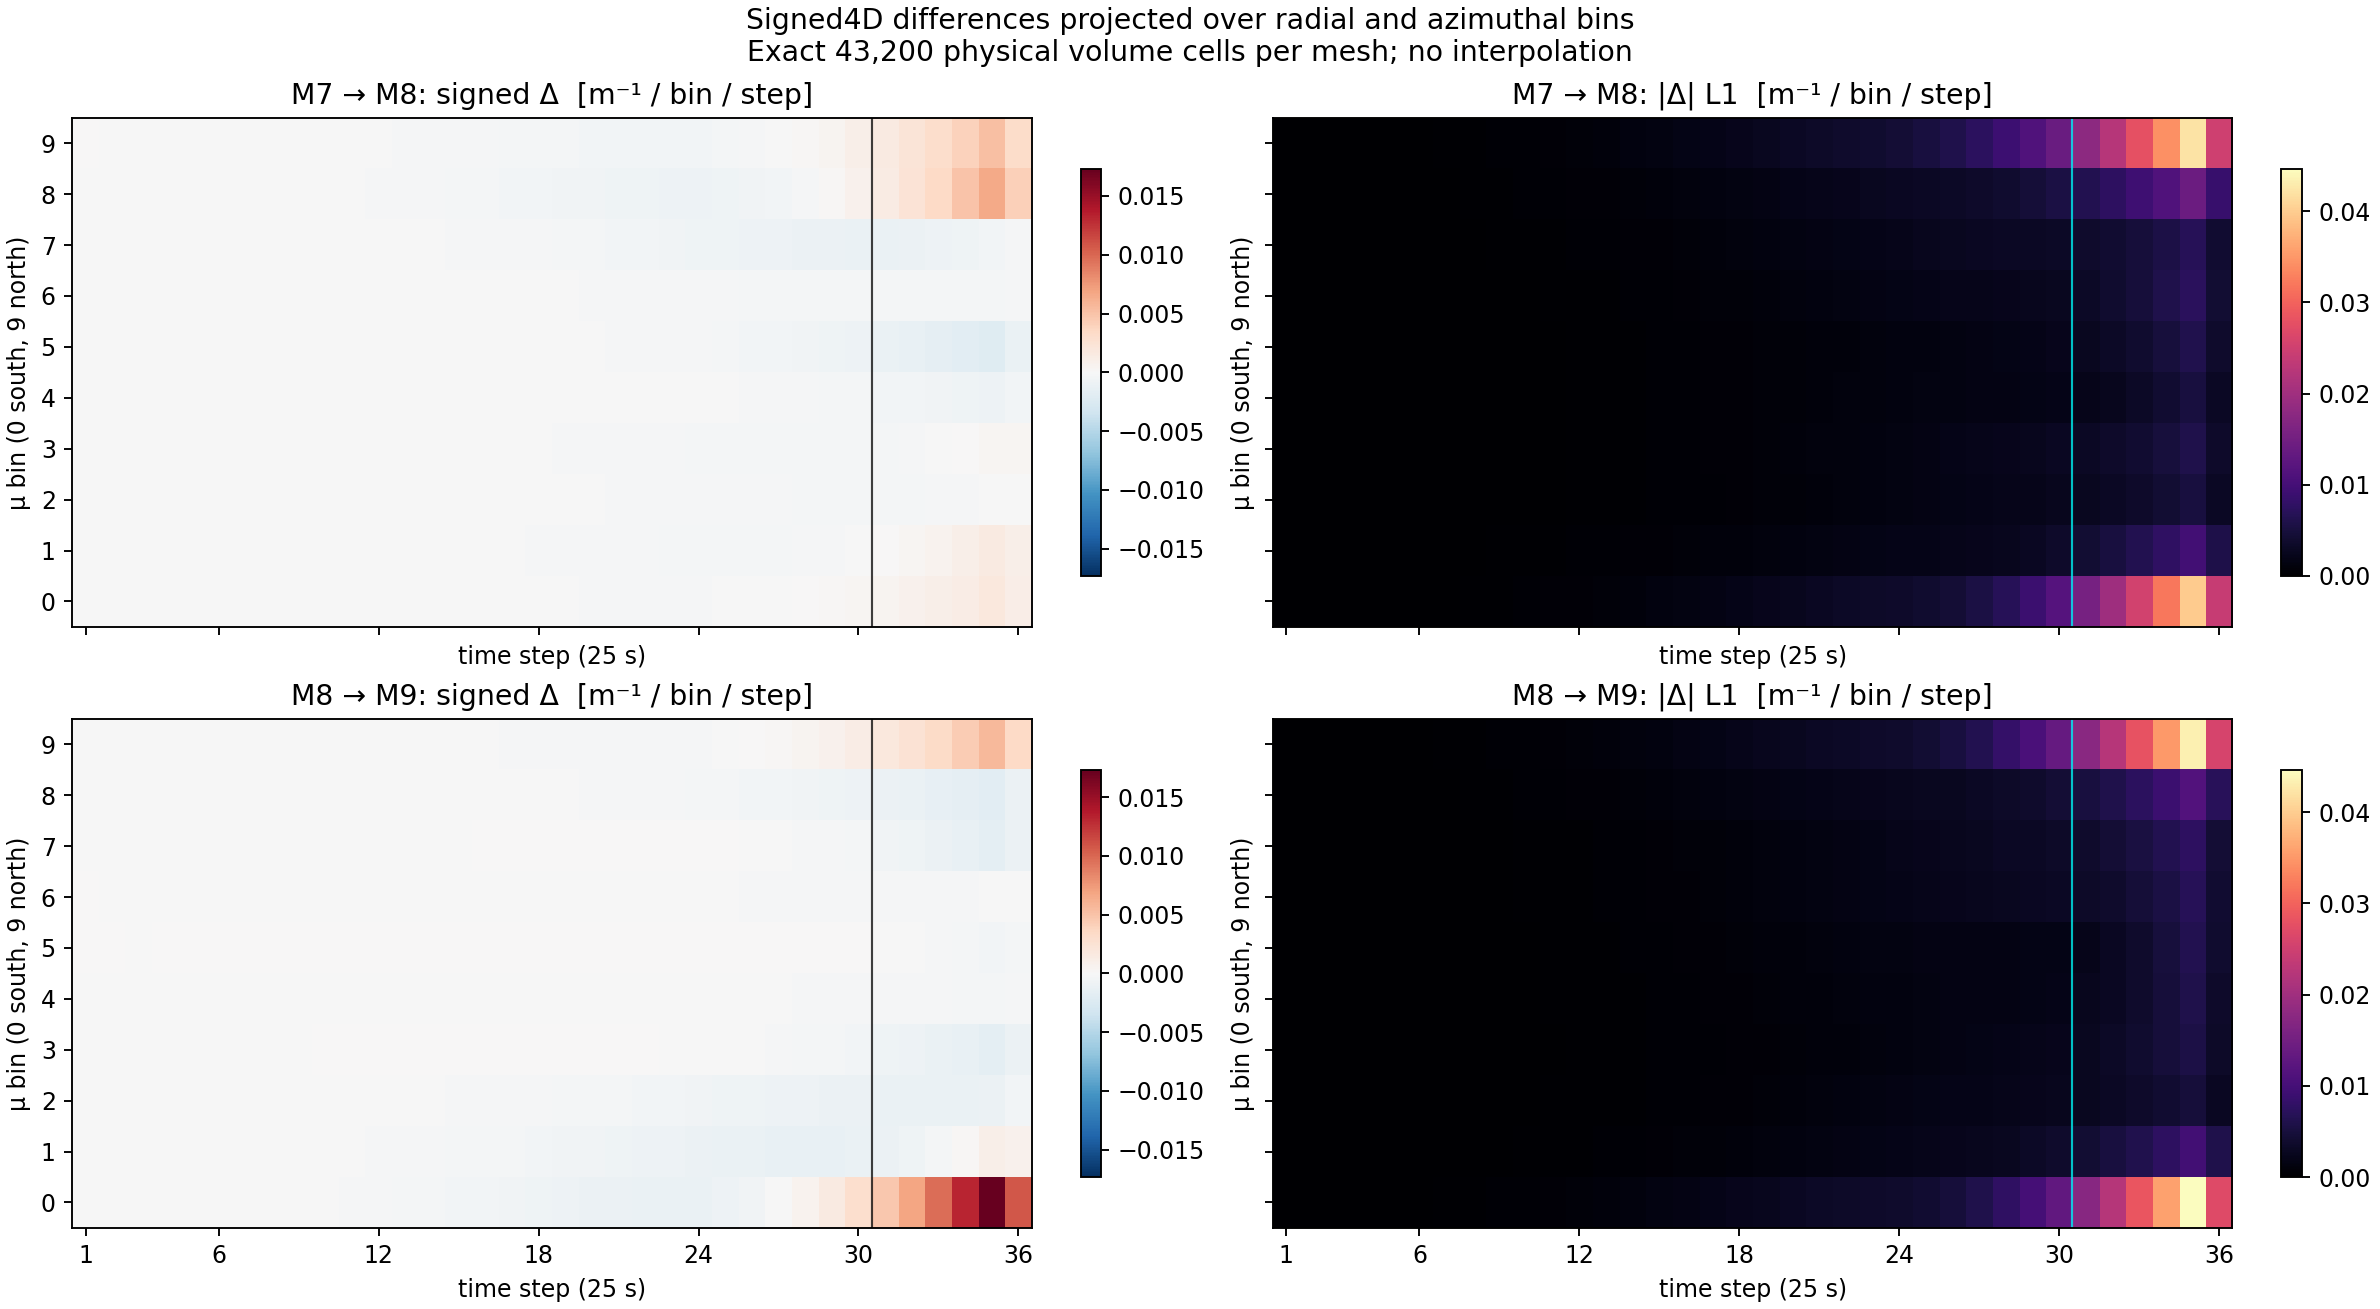 Signed4D differences projected over radial and azimuthal bins
Exact 43,200 physical volume cells per mesh; no interpolation
M7 → M8: signed Δ  [m⁻¹ / bin / step]
μ bin (0 south, 9 north)
9
8
7
6
5
4
3
2
1
0
time step (25 s)
0.015
0.010
0.005
0.000
−0.005
−0.010
−0.015
M7 → M8: |Δ| L1  [m⁻¹ / bin / step]
μ bin (0 south, 9 north)
time step (25 s)
0.04
0.03
0.02
0.01
0.00
M8 → M9: signed Δ  [m⁻¹ / bin / step]
μ bin (0 south, 9 north)
9
8
7
6
5
4
3
2
1
0
1 6 12 18 24 30 36
time step (25 s)
0.015
0.010
0.005
0.000
−0.005
−0.010
−0.015
M8 → M9: |Δ| L1  [m⁻¹ / bin / step]
μ bin (0 south, 9 north)
1 6 12 18 24 30 36
time step (25 s)
0.04
0.03
0.02
0.01
0.00